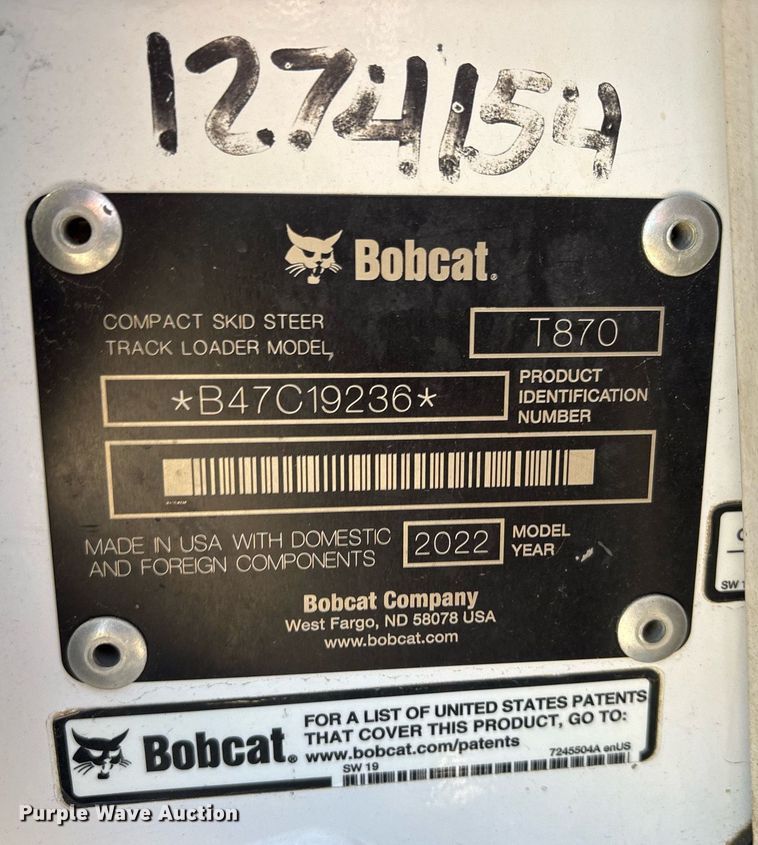 1274154
Bobcat®
COMPACT SKID STEER
TRACK LOADER MODEL
T870
*B47C19236*
PRODUCT
IDENTIFICATION
NUMBER
MADE IN USA WITH DOMESTIC
AND FOREIGN COMPONENTS
2022
MODEL
YEAR
Bobcat Company
West Fargo, ND 58078 USA
www.bobcat.com
SW 1
Bobcat®
FOR A LIST OF UNITED STATES PATENTS
THAT COVER THIS PRODUCT, GO TO:
www.bobcat.com/patents
7245504A enUS
SW 19
Purple Wave Auction